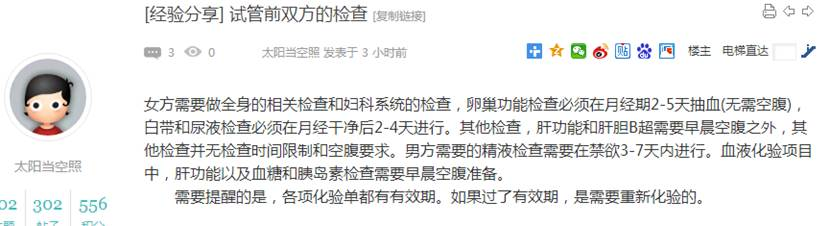 [经验分享] 试管前双方的检查 [复制链接]
3 0 太阳当空照 发表于 3 小时前 楼主 电梯直达
女方需要做全身的相关检查和妇科系统的检查，卵巢功能检查必须在月经期2-5天抽血(无需空腹)，
白带和尿液检查必须在月经干净后2-4天进行。其他检查，肝功能和肝胆B超需要早晨空腹之外，其
他检查并无检查时间限制和空腹要求。男方需要的精液检查需要在禁欲3-7天内进行。血液化验项目
中，肝功能以及血糖和胰岛素检查需要早晨空腹准备。
需要提醒的是，各项化验单都有有效期。如果过了有效期，是需要重新化验的。
太阳当空照
02 302 556